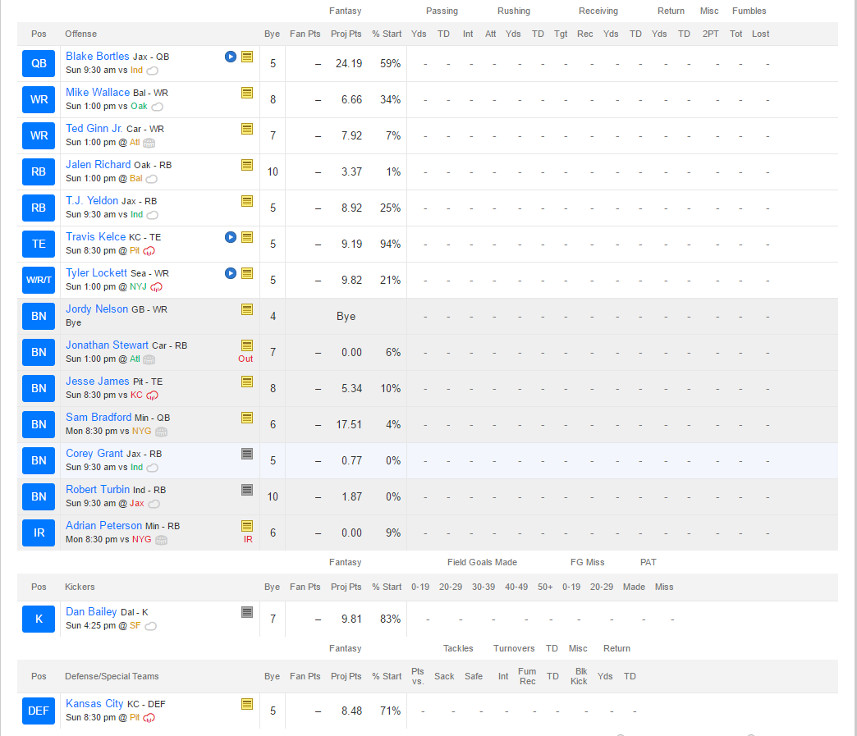 Fantasy Passing Rushing Receiving Return Misc Fumbles
Pos Offense Bye Fan Pts Proj Pts % Start Yds TD Int Att Yds TD Tgt Rec Yds TD Yds TD 2PT Tot Lost
QB Blake Bortles Jax - QB 5 – 24.19 59% - - - - - - - - - - - - - - -
Sun 9:30 am vs Ind
WR Mike Wallace Bal - WR 8 – 6.66 34% - - - - - - - - - - - - - - -
Sun 1:00 pm vs Oak
WR Ted Ginn Jr. Car - WR 7 – 7.92 7% - - - - - - - - - - - - - - -
Sun 1:00 pm @ Atl
RB Jalen Richard Oak - RB 10 – 3.37 1% - - - - - - - - - - - - - - -
Sun 1:00 pm @ Bal
RB T.J. Yeldon Jax - RB 5 – 8.92 25% - - - - - - - - - - - - - - -
Sun 9:30 am vs Ind
TE Travis Kelce KC - TE 5 – 9.19 94% - - - - - - - - - - - - - - -
Sun 8:30 pm @ Pit
W/R/T Tyler Lockett Sea - WR 5 – 9.82 21% - - - - - - - - - - - - - - -
Sun 1:00 pm @ NYJ
BN Jordy Nelson GB - WR 4 Bye - - - - - - - - - - - - - - -
Bye
BN Jonathan Stewart Car - RB 7 – 0.00 6% - - - - - - - - - - - - - - -
Sun 1:00 pm @ Atl Out
BN Jesse James Pit - TE 8 – 5.34 10% - - - - - - - - - - - - - - -
Sun 8:30 pm vs KC
BN Sam Bradford Min - QB 6 – 17.51 4% - - - - - - - - - - - - - - -
Mon 8:30 pm vs NYG
BN Corey Grant Jax - RB 5 – 0.77 0% - - - - - - - - - - - - - - -
Sun 9:30 am vs Ind
BN Robert Turbin Ind - RB 10 – 1.87 0% - - - - - - - - - - - - - - -
Sun 9:30 am @ Jax
IR Adrian Peterson Min - RB 6 – 0.00 9% - - - - - - - - - - - - - - -
Mon 8:30 pm vs NYG IR
Fantasy Field Goals Made FG Miss PAT
Pos Kickers Bye Fan Pts Proj Pts % Start 0-19 20-29 30-39 40-49 50+ 0-19 20-29 Made Miss
K Dan Bailey Dal - K 7 – 9.81 83% - - - - - - - - -
Sun 4:25 pm @ SF
Fantasy Tackles Turnovers TD Misc Return
Pos Defense/Special Teams Bye Fan Pts Proj Pts % Start Pts vs. Sack Safe Int Fum Rec TD Blk Kick Yds TD
DEF Kansas City KC - DEF 5 – 8.48 71% - - - - - - - - -
Sun 8:30 pm @ Pit